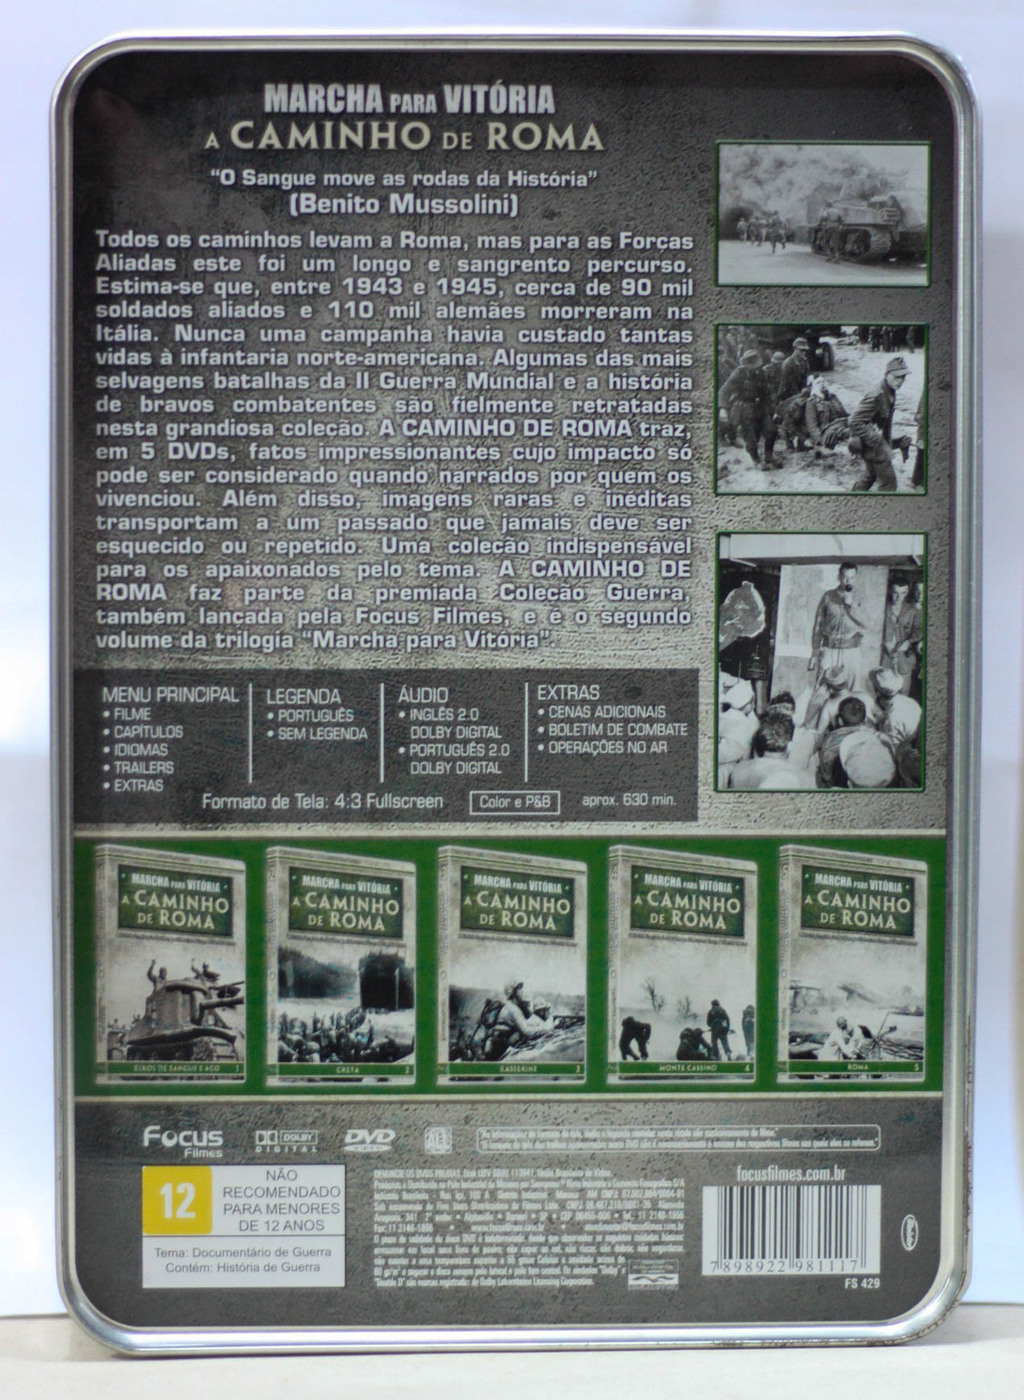 MARCHA PARA VITÓRIA
A CAMINHO DE ROMA
“O Sangue move as rodas da História”
(Benito Mussolini)
Todos os caminhos levam a Roma, mas para as Forças
Aliadas este foi um longo e sangrento percurso.
Estima-se que, entre 1943 e 1945, cerca de 90 mil
soldados aliados e 110 mil alemães morreram na
Itália. Nunca uma campanha havia custado tantas
vidas à infantaria norte-americana. Algumas das mais
selvagens batalhas da II Guerra Mundial e a história
de bravos combatentes são fielmente retratadas
nesta grandiosa coleção. A CAMINHO DE ROMA traz,
em 5 DVDs, fatos impressionantes cujo impacto só
pode ser considerado quando narrados por quem os
vivenciou. Além disso, imagens raras e inéditas
transportam a um passado que jamais deve ser
esquecido ou repetido. Uma coleção indispensável
para os apaixonados pelo tema. A CAMINHO DE
ROMA faz parte da premiada Coleção Guerra,
também lançada pela Focus Filmes, e é o segundo
volume da trilogia “Marcha para Vitória”.
MENU PRINCIPAL
• FILME
• CAPÍTULOS
• IDIOMAS
• TRAILERS
• EXTRAS
LEGENDA
• PORTUGUÊS
• SEM LEGENDA
ÁUDIO
• INGLÊS 2.0
DOLBY DIGITAL
• PORTUGUÊS 2.0
DOLBY DIGITAL
EXTRAS
• CENAS ADICIONAIS
• BOLETIM DE COMBATE
• OPERAÇÕES NO AR
Formato de Tela: 4:3 Fullscreen
Color e P&B
aprox. 630 min.
MARCHA PARA VITÓRIA
A CAMINHO
DE ROMA
EIXOS DE SANGUE E AÇO 1
MARCHA PARA VITÓRIA
A CAMINHO
DE ROMA
CRETA 2
MARCHA PARA VITÓRIA
A CAMINHO
DE ROMA
KASSERINE 3
MARCHA PARA VITÓRIA
A CAMINHO
DE ROMA
MONTE CASSINO 4
MARCHA PARA VITÓRIA
A CAMINHO
DE ROMA
ROMA 5
Focus
Filmes
DOLBY
DIGITAL
DVD
VIDEO
12
NÃO
RECOMENDADO
PARA MENORES
DE 12 ANOS
Tema: Documentário de Guerra
Contém: História de Guerra
focusfilmes.com.br
7 898922 981117
FS 429